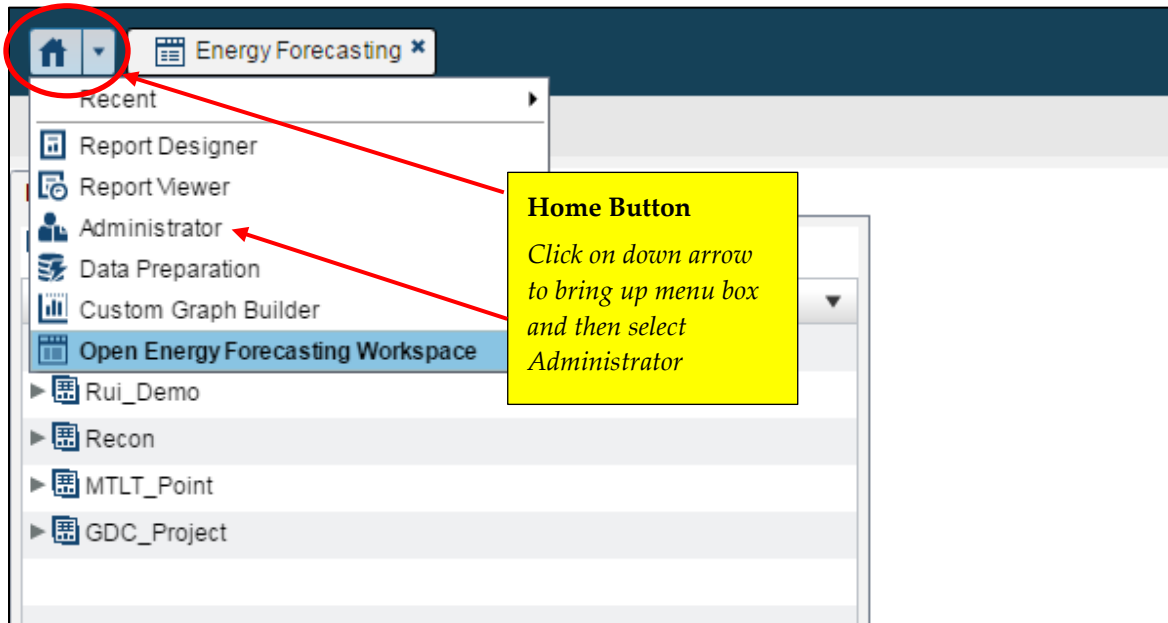 Energy Forecasting
Recent
Report Designer
Report Viewer
Administrator
Data Preparation
Custom Graph Builder
Open Energy Forecasting Workspace
Rui_Demo
Recon
MTLT_Point
GDC_Project
Home Button
Click on down arrow
to bring up menu box
and then select
Administrator